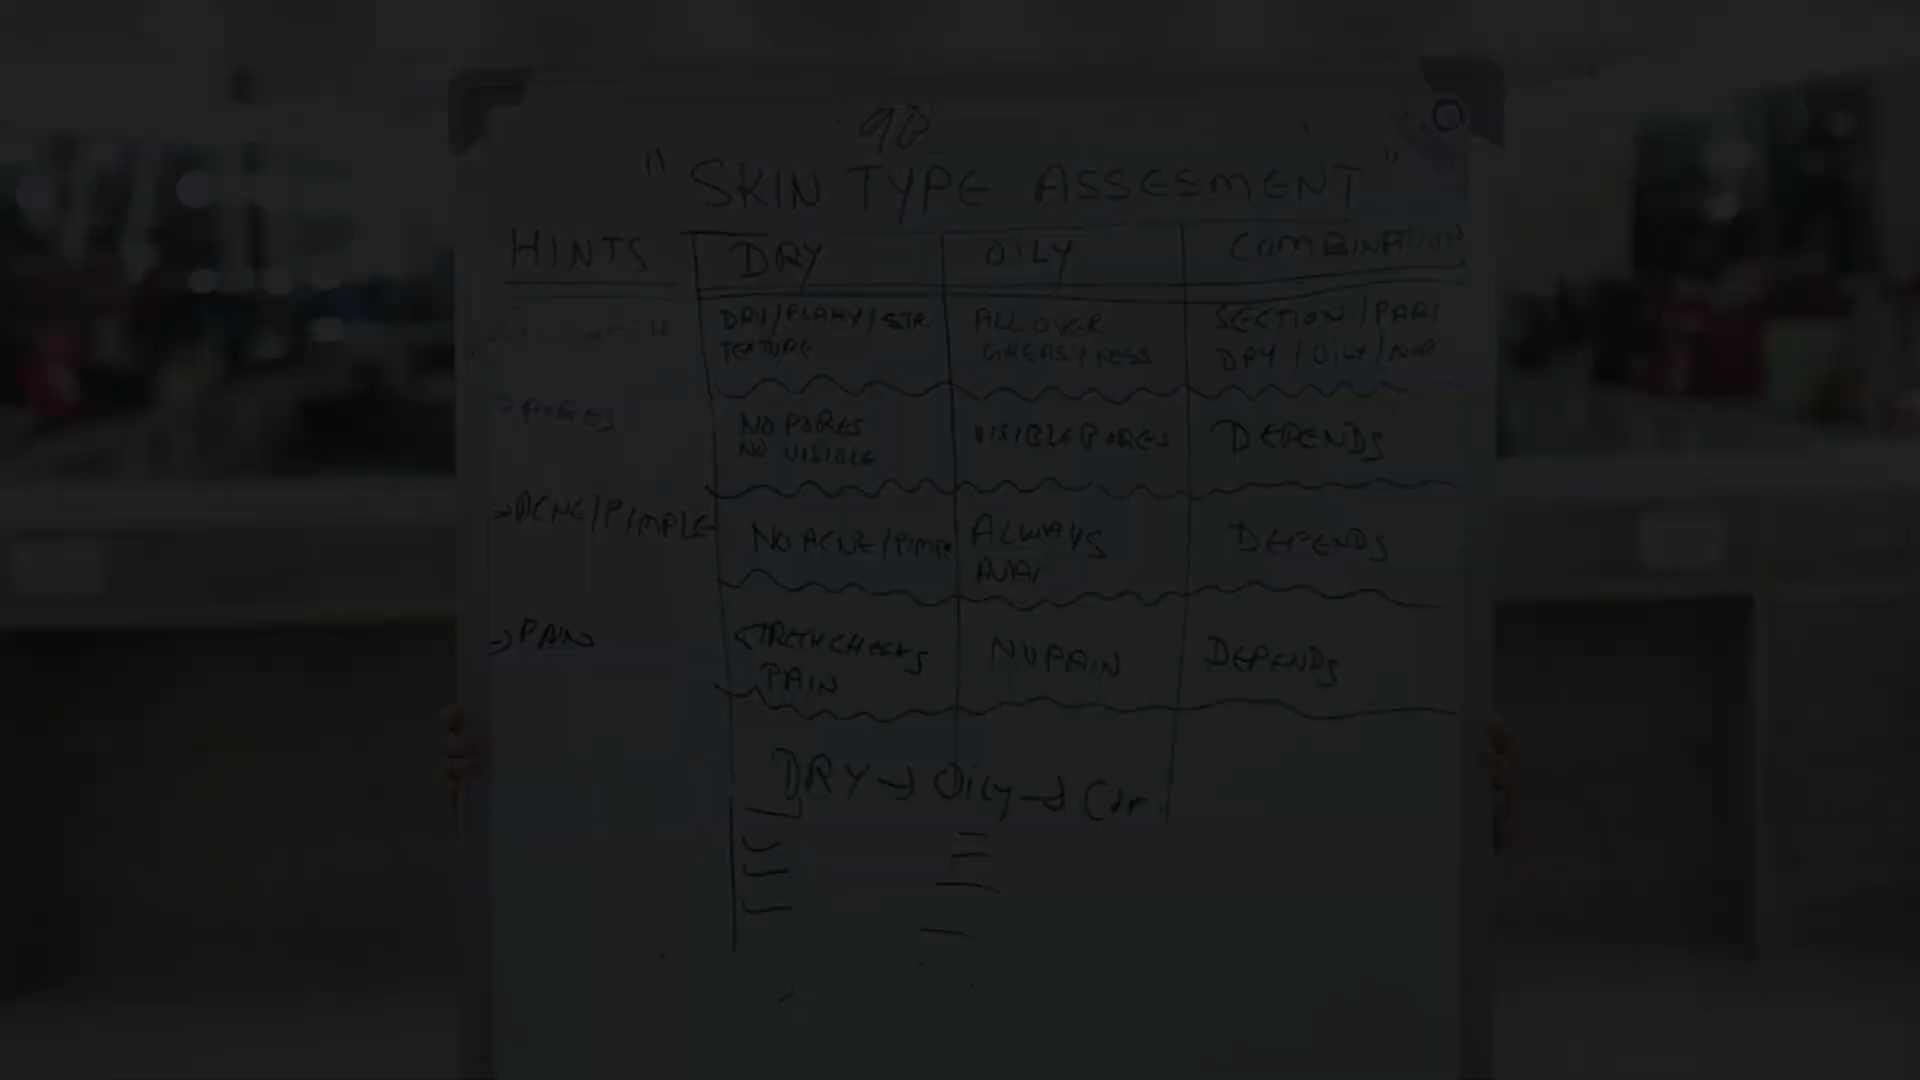 " SKIN TYPE ASSESMENT "
HINTS DRY OILY COMBINATION
DRY/FLAKY/STR. ALL OVER SECTION/PART
TEXTURE GREASYNESS DRY/OILY/NOR
→PORES NO PORES VISIBLE PORES DEPENDS
NO VISIBLE
→ACNE/PIMPLE NO ACNE/PIMPLE ALWAYS DEPENDS
→PAIN STRETCH CHEEKS NO PAIN DEPENDS
PAIN
DRY → OILY →